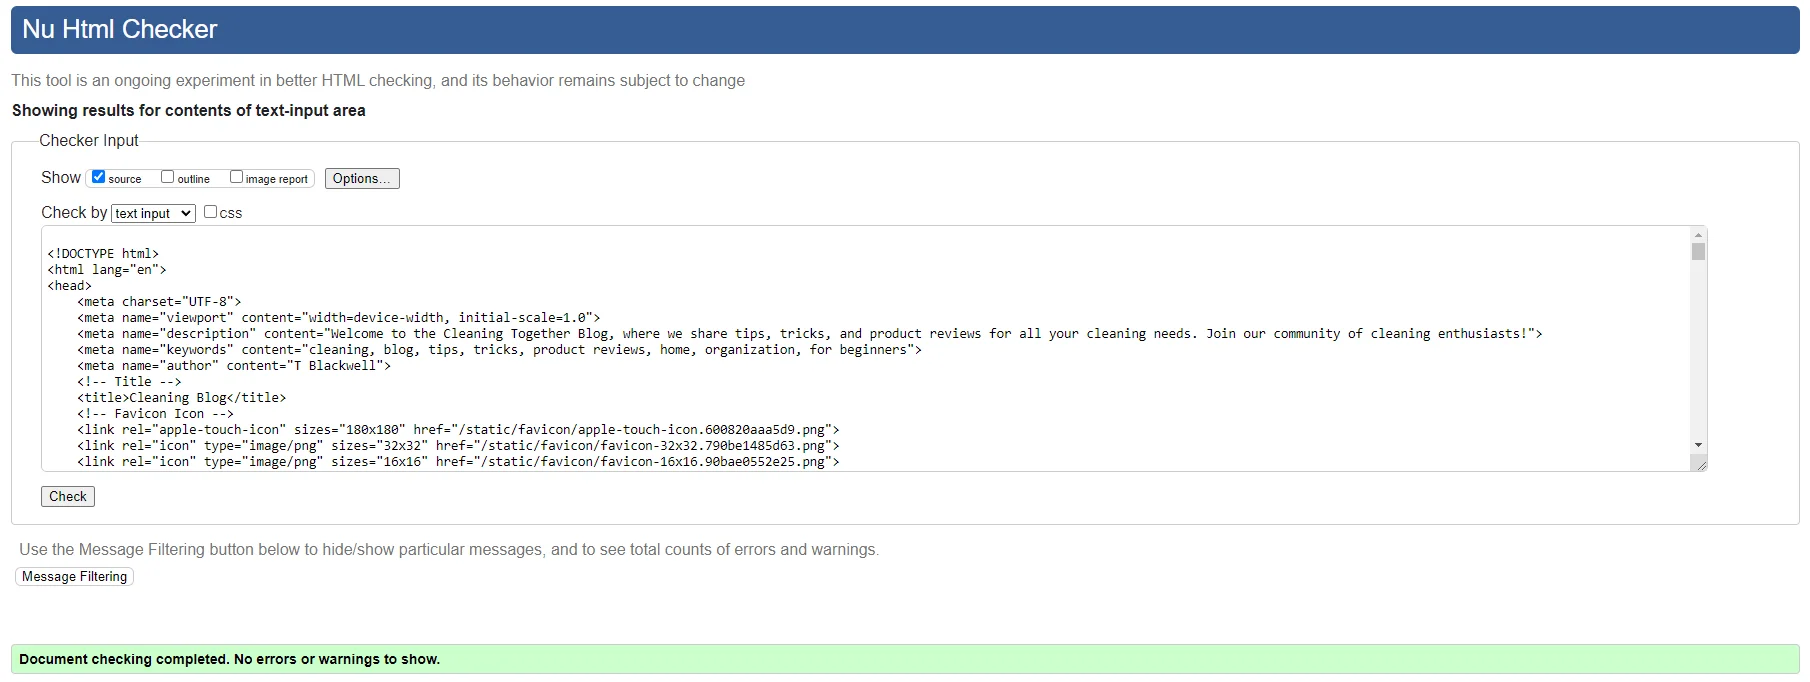 Nu Html Checker
This tool is an ongoing experiment in better HTML checking, and its behavior remains subject to change
Showing results for contents of text-input area
Checker Input
Show source outline image report Options...
Check by text input css
<!DOCTYPE html>
<html lang="en">
<head>
    <meta charset="UTF-8">
    <meta name="viewport" content="width=device-width, initial-scale=1.0">
    <meta name="description" content="Welcome to the Cleaning Together Blog, where we share tips, tricks, and product reviews for all your cleaning needs. Join our community of cleaning enthusiasts!">
    <meta name="keywords" content="cleaning, blog, tips, tricks, product reviews, home, organization, for beginners">
    <meta name="author" content="T Blackwell">
    <!-- Title -->
    <title>Cleaning Blog</title>
    <!-- Favicon Icon -->
    <link rel="apple-touch-icon" sizes="180x180" href="/static/favicon/apple-touch-icon.600820aaa5d9.png">
    <link rel="icon" type="image/png" sizes="32x32" href="/static/favicon/favicon-32x32.790be1485d63.png">
    <link rel="icon" type="image/png" sizes="16x16" href="/static/favicon/favicon-16x16.90bae0552e25.png">
Check
Use the Message Filtering button below to hide/show particular messages, and to see total counts of errors and warnings.
Message Filtering
Document checking completed. No errors or warnings to show.